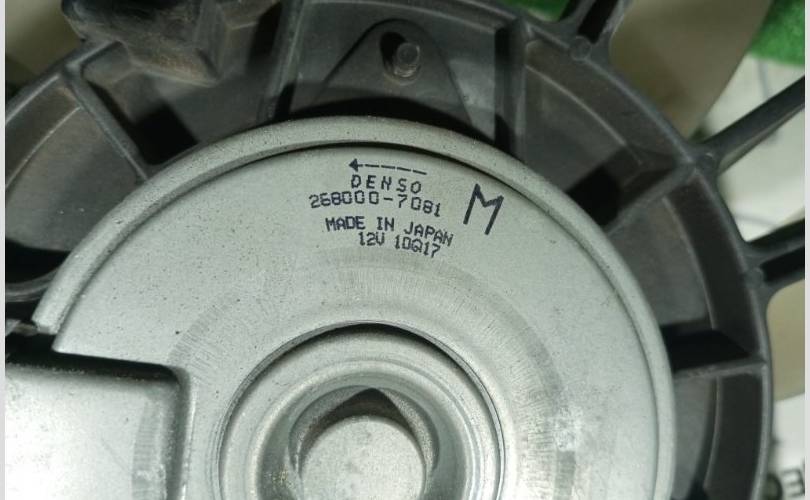 DENSO
268000-7081
M
MADE IN JAPAN
12V 10Q17